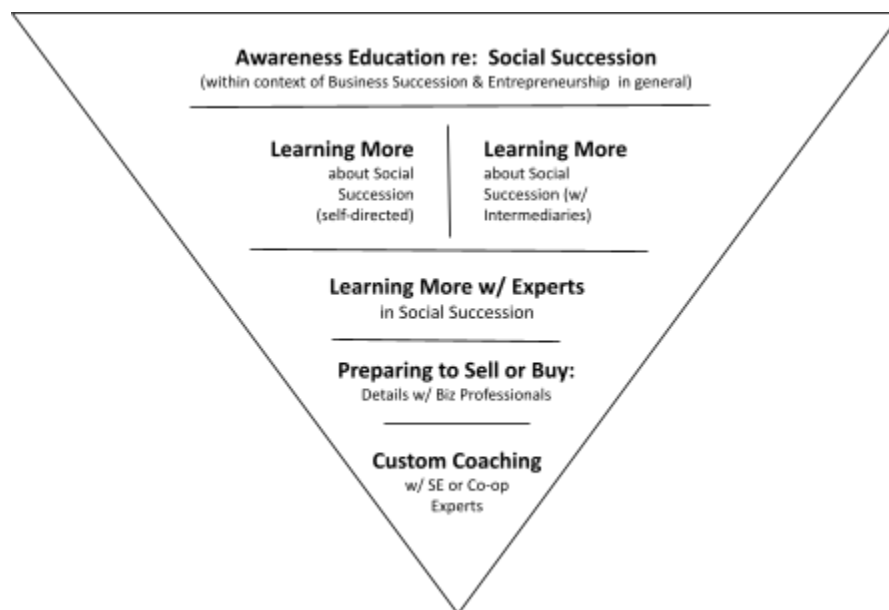 Awareness Education re: Social Succession
(within context of Business Succession & Entrepreneurship in general)
Learning More
about Social
Succession
(self-directed)
Learning More
about Social
Succession (w/
Intermediaries)
Learning More w/ Experts
in Social Succession
Preparing to Sell or Buy:
Details w/ Biz Professionals
Custom Coaching
w/ SE or Co-op
Experts